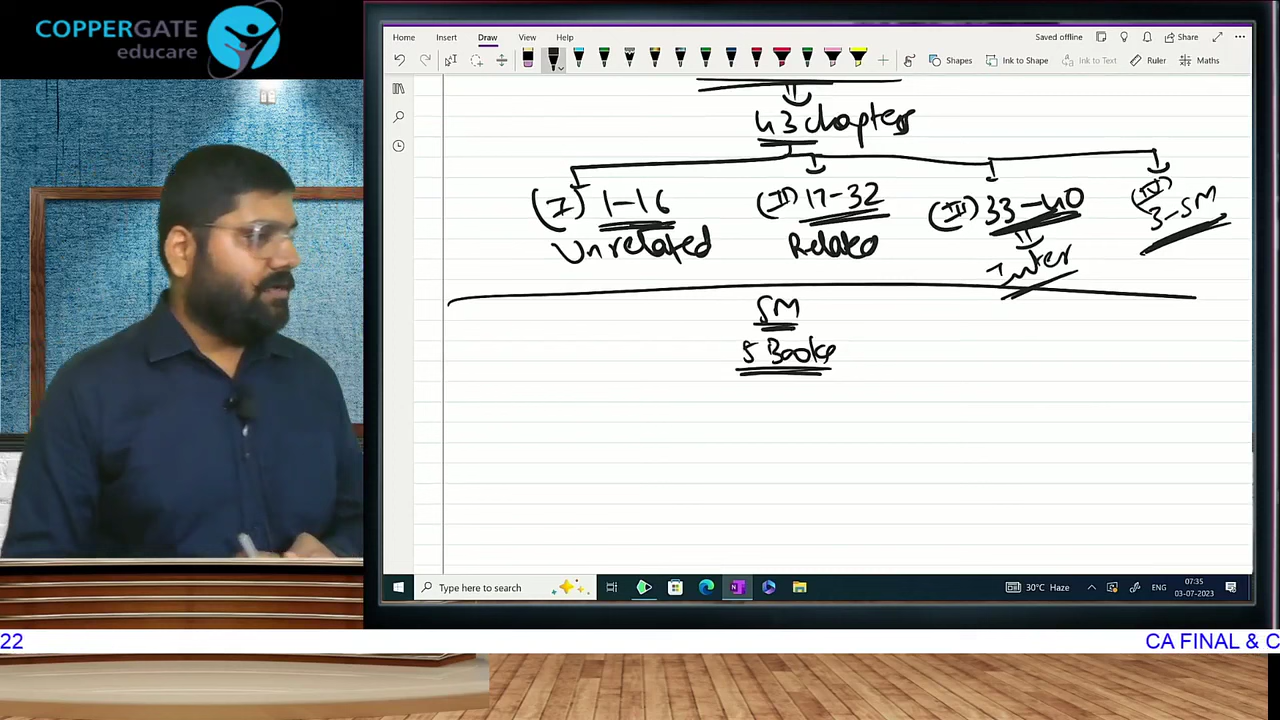 COPPERGATE
educare
Home Insert Draw View Help
Saved offline
Share
Shapes
Ink to Shape
Ink to Text
Ruler
Maths
43 chapters
(I) 1-16
Unrelated
(II) 17-32
Related
(III) 33-40
Inter
(IV)
3-SM
SM
5 Books
Type here to search
30°C Haze
ENG
07:35
03-07-2023
22
CA FINAL & C